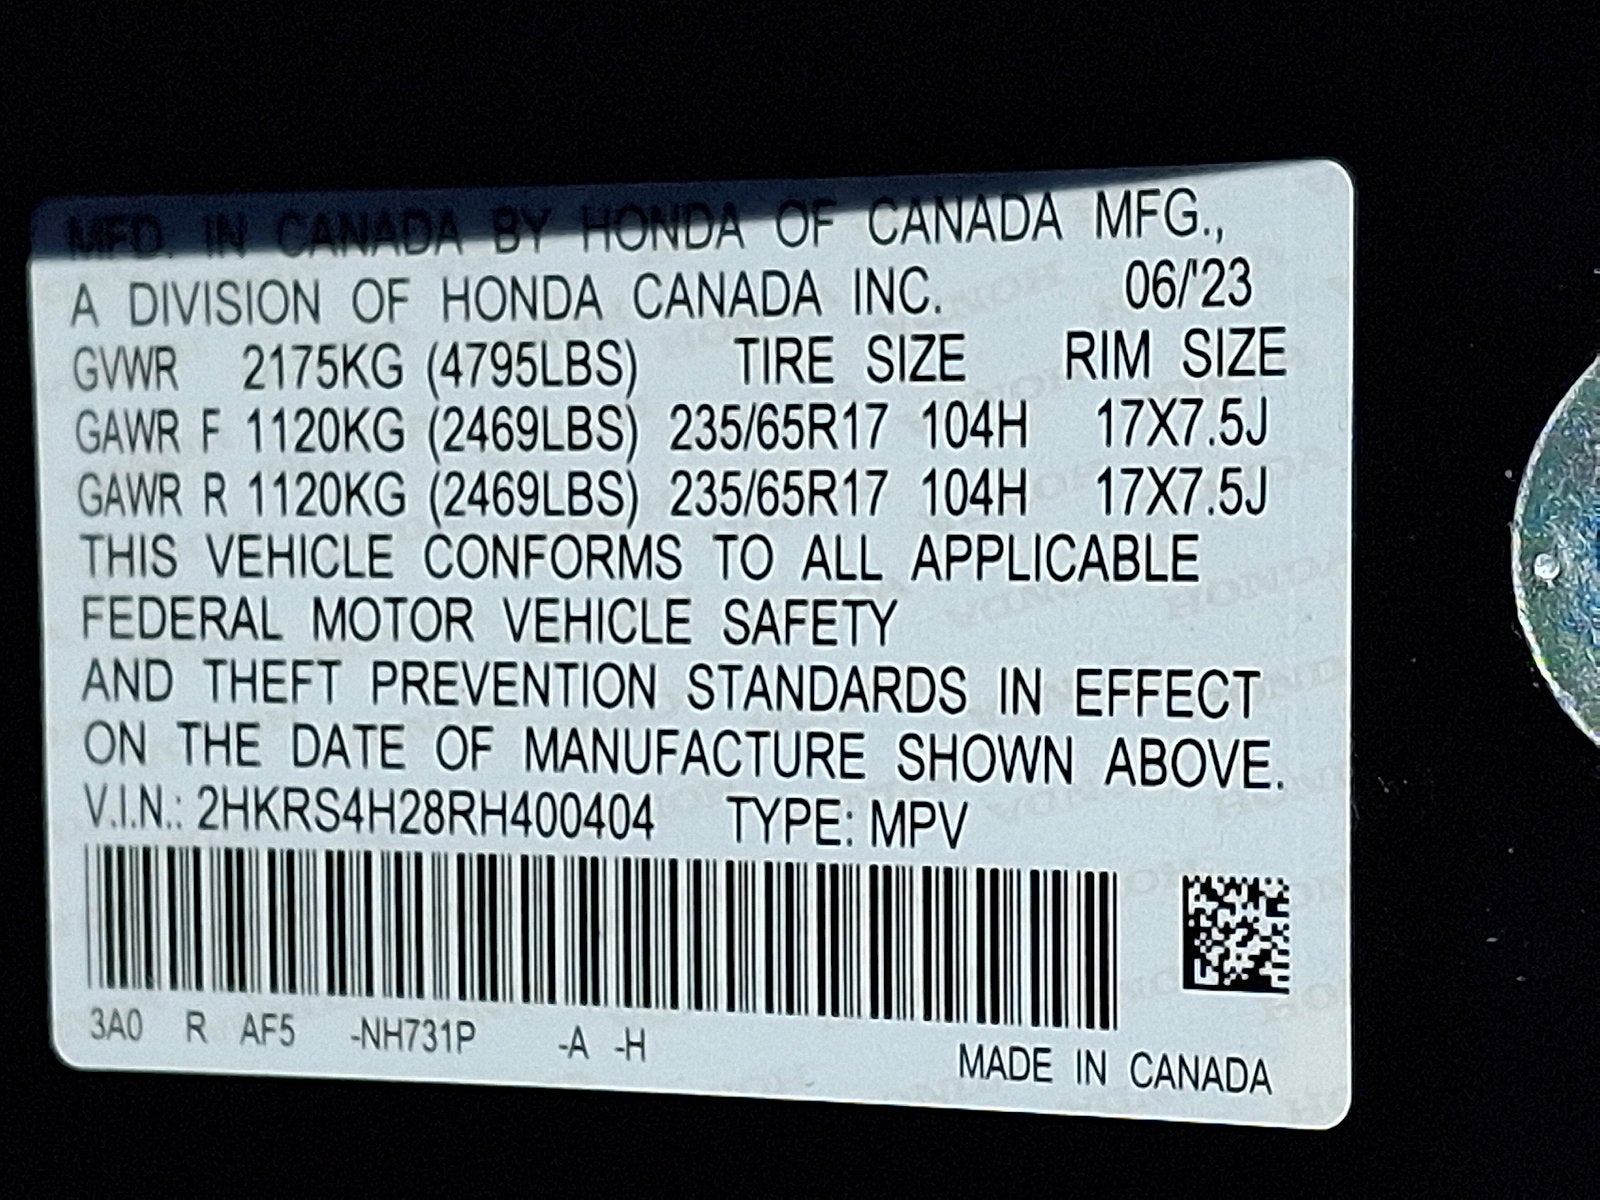 MFD. IN CANADA BY HONDA OF CANADA MFG.,
A DIVISION OF HONDA CANADA INC. 06/'23
GVWR 2175KG (4795LBS) TIRE SIZE RIM SIZE
GAWR F 1120KG (2469LBS) 235/65R17 104H 17X7.5J
GAWR R 1120KG (2469LBS) 235/65R17 104H 17X7.5J
THIS VEHICLE CONFORMS TO ALL APPLICABLE
FEDERAL MOTOR VEHICLE SAFETY
AND THEFT PREVENTION STANDARDS IN EFFECT
ON THE DATE OF MANUFACTURE SHOWN ABOVE.
V.I.N.: 2HKRS4H28RH400404 TYPE: MPV
3A0 R AF5 -NH731P -A -H
MADE IN CANADA